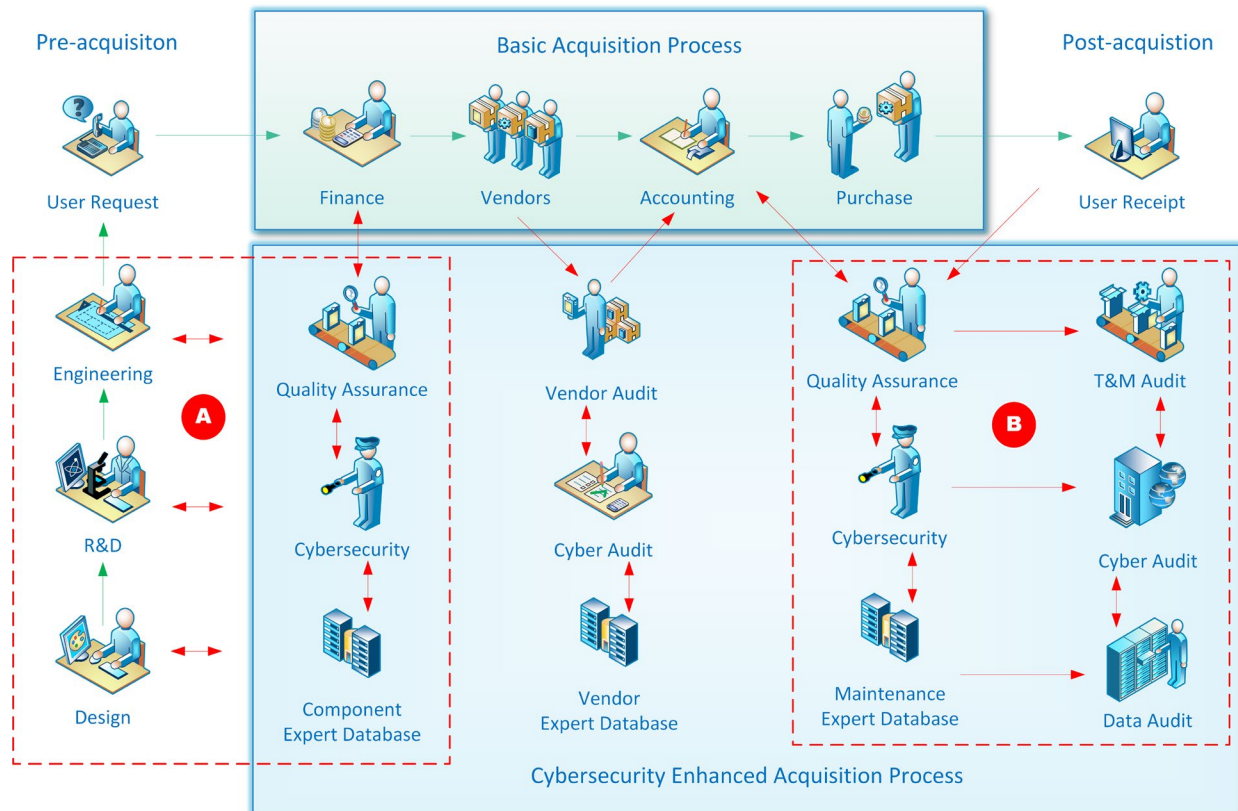 Pre-acquisiton
Basic Acquisition Process
Post-acquistion
User Request
Finance
Vendors
Accounting
Purchase
User Receipt
Engineering
Quality Assurance
Vendor Audit
Quality Assurance
T&M Audit
A
B
R&D
Cybersecurity
Cyber Audit
Cybersecurity
Cyber Audit
Design
Component
Expert Database
Vendor
Expert Database
Maintenance
Expert Database
Data Audit
Cybersecurity Enhanced Acquisition Process